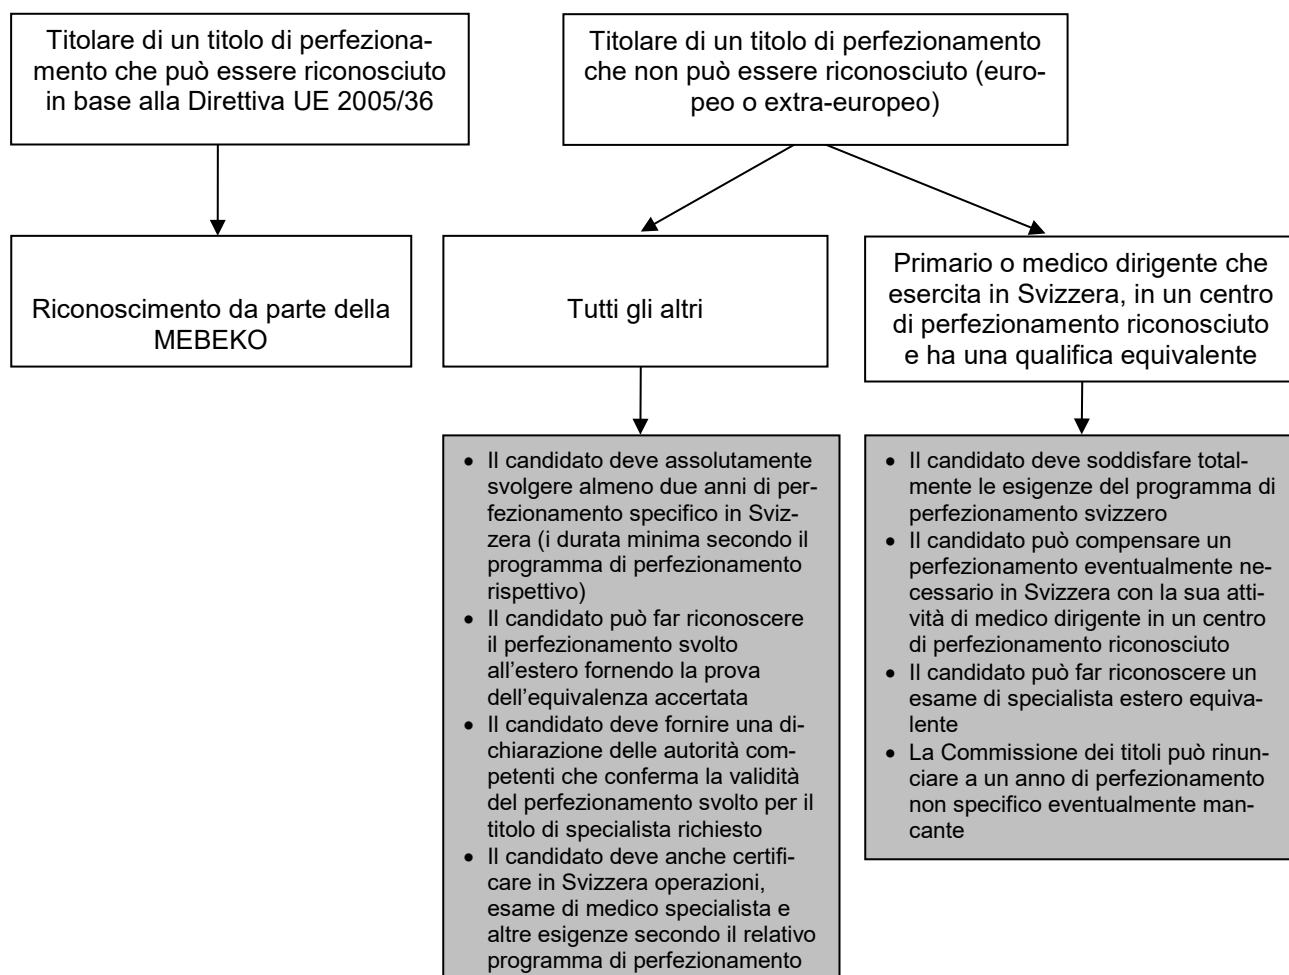 Titolare di un titolo di perfeziona-
mento che può essere riconosciuto
in base alla Direttiva UE 2005/36
Titolare di un titolo di perfezionamento
che non può essere riconosciuto (euro-
peo o extra-europeo)
Riconoscimento da parte della
MEBEKO
Tutti gli altri
Primario o medico dirigente che
esercita in Svizzera, in un centro
di perfezionamento riconosciuto
e ha una qualifica equivalente
• Il candidato deve assolutamente
svolgere almeno due anni di per-
fezionamento specifico in Sviz-
zera (i durata minima secondo il
programma di perfezionamento
rispettivo)
• Il candidato può far riconoscere
il perfezionamento svolto
all’estero fornendo la prova
dell’equivalenza accertata
• Il candidato deve fornire una di-
chiarazione delle autorità com-
petenti che conferma la validità
del perfezionamento svolto per il
titolo di specialista richiesto
• Il candidato deve anche certifi-
care in Svizzera operazioni,
esame di medico specialista e
altre esigenze secondo il relativo
programma di perfezionamento
• Il candidato deve soddisfare total-
mente le esigenze del programma di
perfezionamento svizzero
• Il candidato può compensare un
perfezionamento eventualmente ne-
cessario in Svizzera con la sua atti-
vità di medico dirigente in un centro
di perfezionamento riconosciuto
• Il candidato può far riconoscere un
esame di specialista estero equiva-
lente
• La Commissione dei titoli può rinun-
ciare a un anno di perfezionamento
non specifico eventualmente man-
cante